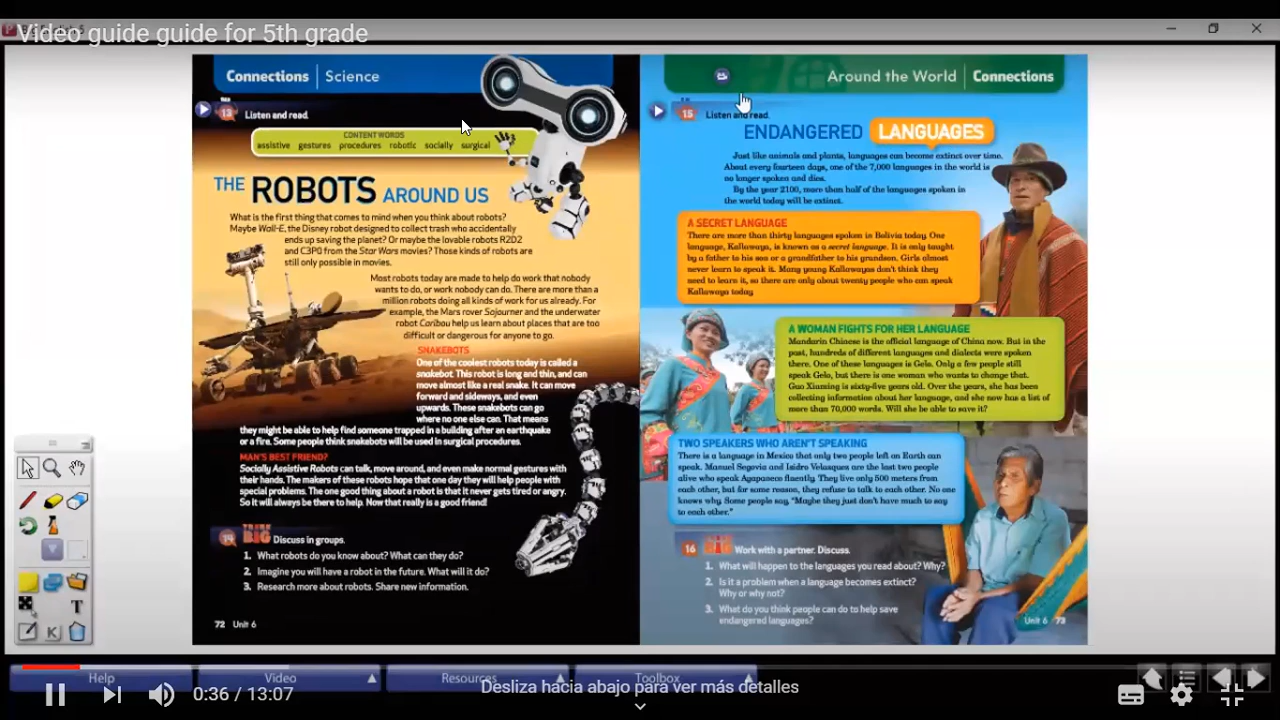 Video guide guide for 5th grade
Connections | Science
13
Listen and read.
CONTENT WORDS
assistive gestures procedures robotic socially surgical
THE ROBOTS AROUND US
What is the first thing that comes to mind when you think about robots?
Maybe Wall-E, the Disney robot designed to collect trash who accidentally
ends up saving the planet? Or maybe the lovable robots R2D2
and C3P0 from the Star Wars movies? Those kinds of robots are
still only possible in movies.
Most robots today are made to help do work that nobody
wants to do, or work nobody can do. There are more than a
million robots doing all kinds of work for us already. For
example, the Mars rover Sojourner and the underwater
robot Caribou help us learn about places that are too
difficult or dangerous for anyone to go.
SNAKEBOTS
One of the coolest robots today is called a
snakebot. This robot is long and thin, and can
move almost like a real snake. It can move
forward and sideways, and even
upwards. These snakebots can go
where no one else can. That means
they might be able to help find someone trapped in a building after an earthquake
or a fire. Some people think snakebots will be used in surgical procedures.
MAN'S BEST FRIEND?
Socially Assistive Robots can talk, move around, and even make normal gestures with
their hands. The makers of these robots hope that one day they will help people with
special problems. The one good thing about a robot is that it never gets tired or angry.
So it will always be there to help. Now that really is a good friend!
14 THINK BIG Discuss in groups.
1. What robots do you know about? What can they do?
2. Imagine you will have a robot in the future. What will it do?
3. Research more about robots. Share new information.
72 Unit 6
Around the World | Connections
15
Listen and read.
ENDANGERED LANGUAGES
Just like animals and plants, languages can become extinct over time.
About every fourteen days, one of the 7,000 languages in the world is
no longer spoken and dies.
By the year 2100, more than half of the languages spoken in
the world today will be extinct.
A SECRET LANGUAGE
There are more than thirty languages spoken in Bolivia today. One
language, Kallawaya, is known as a secret language. It is only taught
by a father to his son or a grandfather to his grandson. Girls almost
never learn to speak it. Many young Kallawayas don't think they
need to learn it, so there are only about twenty people who can speak
Kallawaya today.
A WOMAN FIGHTS FOR HER LANGUAGE
Mandarin Chinese is the official language of China now. But in the
past, hundreds of different languages and dialects were spoken
there. One of these languages is Gelo. Only a few people still
speak Gelo, but there is one woman who wants to change that.
Guo Xiaming is sixty-five years old. Over the years, she has been
collecting information about her language, and she now has a list of
more than 70,000 words. Will she be able to save it?
TWO SPEAKERS WHO AREN'T SPEAKING
There is a language in Mexico that only two people left on Earth can
speak. Manuel Segovia and Isidro Velasques are the last two people
alive who speak Ayapaneco fluently. They live only 500 meters from
each other, but for some reason, they refuse to talk to each other. No one
knows why. Some people say, "Maybe they just don't have much to say
to each other."
16 BIG Work with a partner. Discuss.
1. What will happen to the languages you read about? Why?
2. Is it a problem when a language becomes extinct?
Why or why not?
3. What do you think people can do to help save
endangered languages?
Unit 6 73
T
K
Help Video Resources Toolbox
0:36 / 13:07
Desliza hacia abajo para ver más detalles